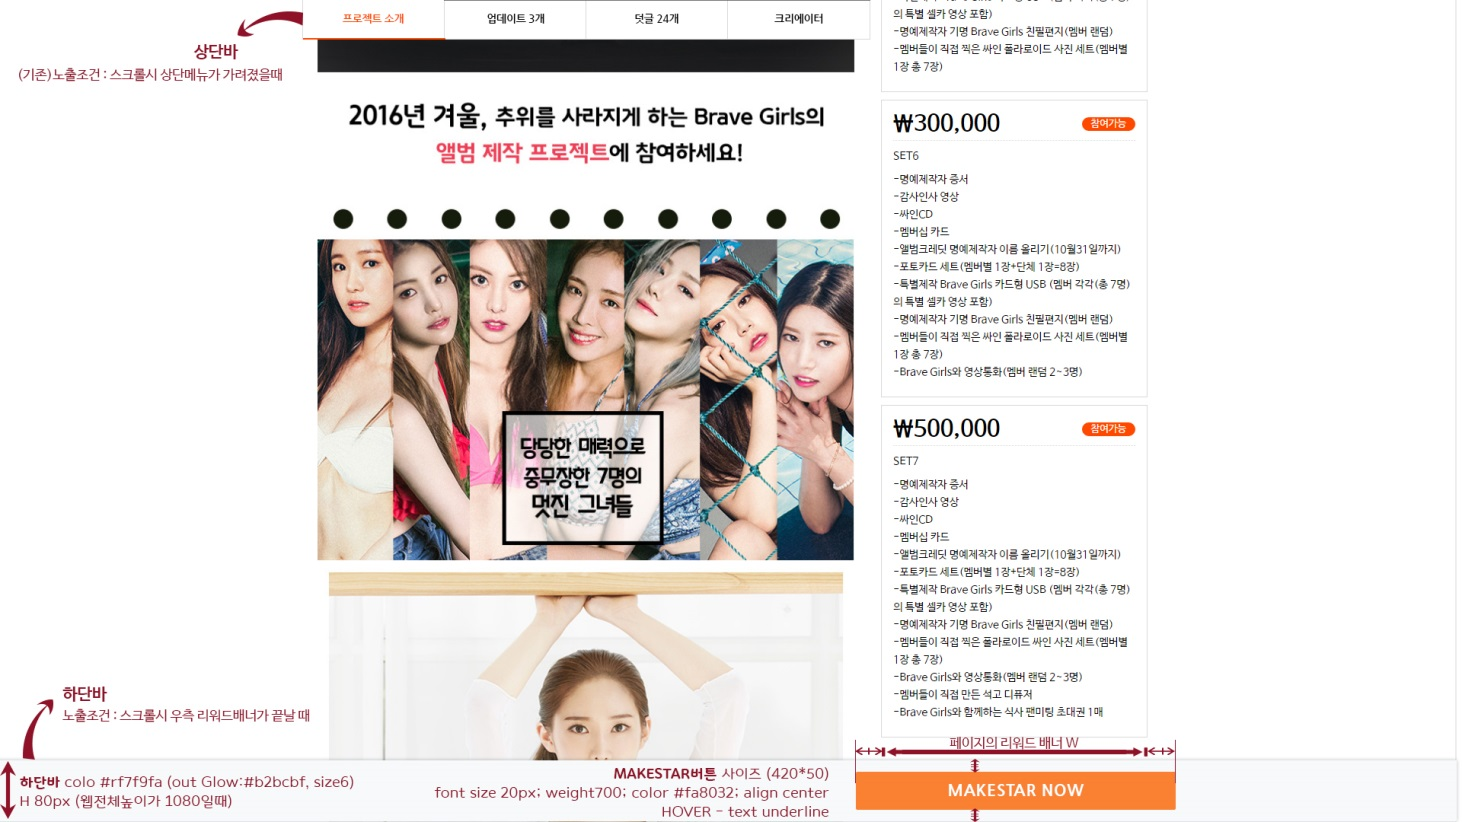 프로젝트 소개
업데이트 3개
덧글 24개
크리에이터
상단바
(기존)노출조건 : 스크롤시 상단메뉴가 가려졌을때
2016년 겨울, 추위를 사라지게 하는 Brave Girls의
앨범 제작 프로젝트에 참여하세요!
당당한 매력으로
중무장한 7명의
멋진 그녀들
의 특별 셀카 영상 포함)
-명예제작자 기명 Brave Girls 친필편지(멤버 랜덤)
-멤버들이 직접 찍은 싸인 폴라로이드 사진 세트(멤버별
1장 총 7장)
₩300,000
참여가능
SET6
-명예제작자 증서
-감사인사 영상
-싸인CD
-멤버십 카드
-앨범크레딧 명예제작자 이름 올리기(10월31일까지)
-포토카드 세트(멤버별 1장+단체 1장=8장)
-특별제작 Brave Girls 카드형 USB (멤버 각각(총 7명)
의 특별 셀카 영상 포함)
-명예제작자 기명 Brave Girls 친필편지(멤버 랜덤)
-멤버들이 직접 찍은 싸인 폴라로이드 사진 세트(멤버별
1장 총 7장)
-Brave Girls와 영상통화(멤버 랜덤 2~3명)
₩500,000
참여가능
SET7
-명예제작자 증서
-감사인사 영상
-싸인CD
-멤버십 카드
-앨범크레딧 명예제작자 이름 올리기(10월31일까지)
-포토카드 세트(멤버별 1장+단체 1장=8장)
-특별제작 Brave Girls 카드형 USB (멤버 각각(총 7명)
의 특별 셀카 영상 포함)
-명예제작자 기명 Brave Girls 친필편지(멤버 랜덤)
-멤버들이 직접 찍은 폴라로이드 싸인 사진 세트(멤버별
1장 총 7장)
-Brave Girls와 영상통화(멤버 랜덤 2~3명)
-멤버들이 직접 만든 석고 디퓨저
-Brave Girls와 함께하는 식사 팬미팅 초대권 1매
하단바
노출조건 : 스크롤시 우측 리워드배너가 끝날 때
페이지의 리워드 배너 W
하단바 colo #rf7f9fa (out Glow:#b2bcbf, size6)
H 80px (웹전체높이가 1080일때)
MAKESTAR버튼 사이즈 (420*50)
font size 20px; weight700; color #fa8032; align center
HOVER - text underline
MAKESTAR NOW